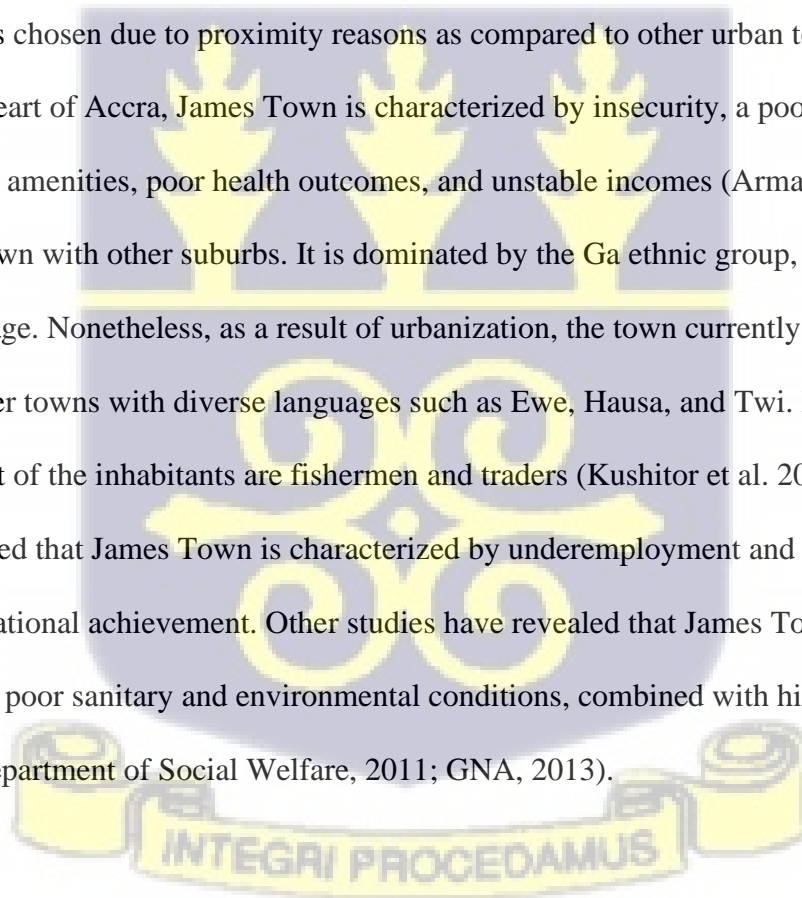 s chosen due to proximity reasons as compared to other urban t
eart of Accra, James Town is characterized by insecurity, a poo
amenities, poor health outcomes, and unstable incomes (Arma
wn with other suburbs. It is dominated by the Ga ethnic group,
ge. Nonetheless, as a result of urbanization, the town currently
er towns with diverse languages such as Ewe, Hausa, and Twi.
t of the inhabitants are fishermen and traders (Kushitor et al. 20
ed that James Town is characterized by underemployment and
ational achievement. Other studies have revealed that James To
poor sanitary and environmental conditions, combined with hi
epartment of Social Welfare, 2011; GNA, 2013).
INTEGRI PROCEDAMUS